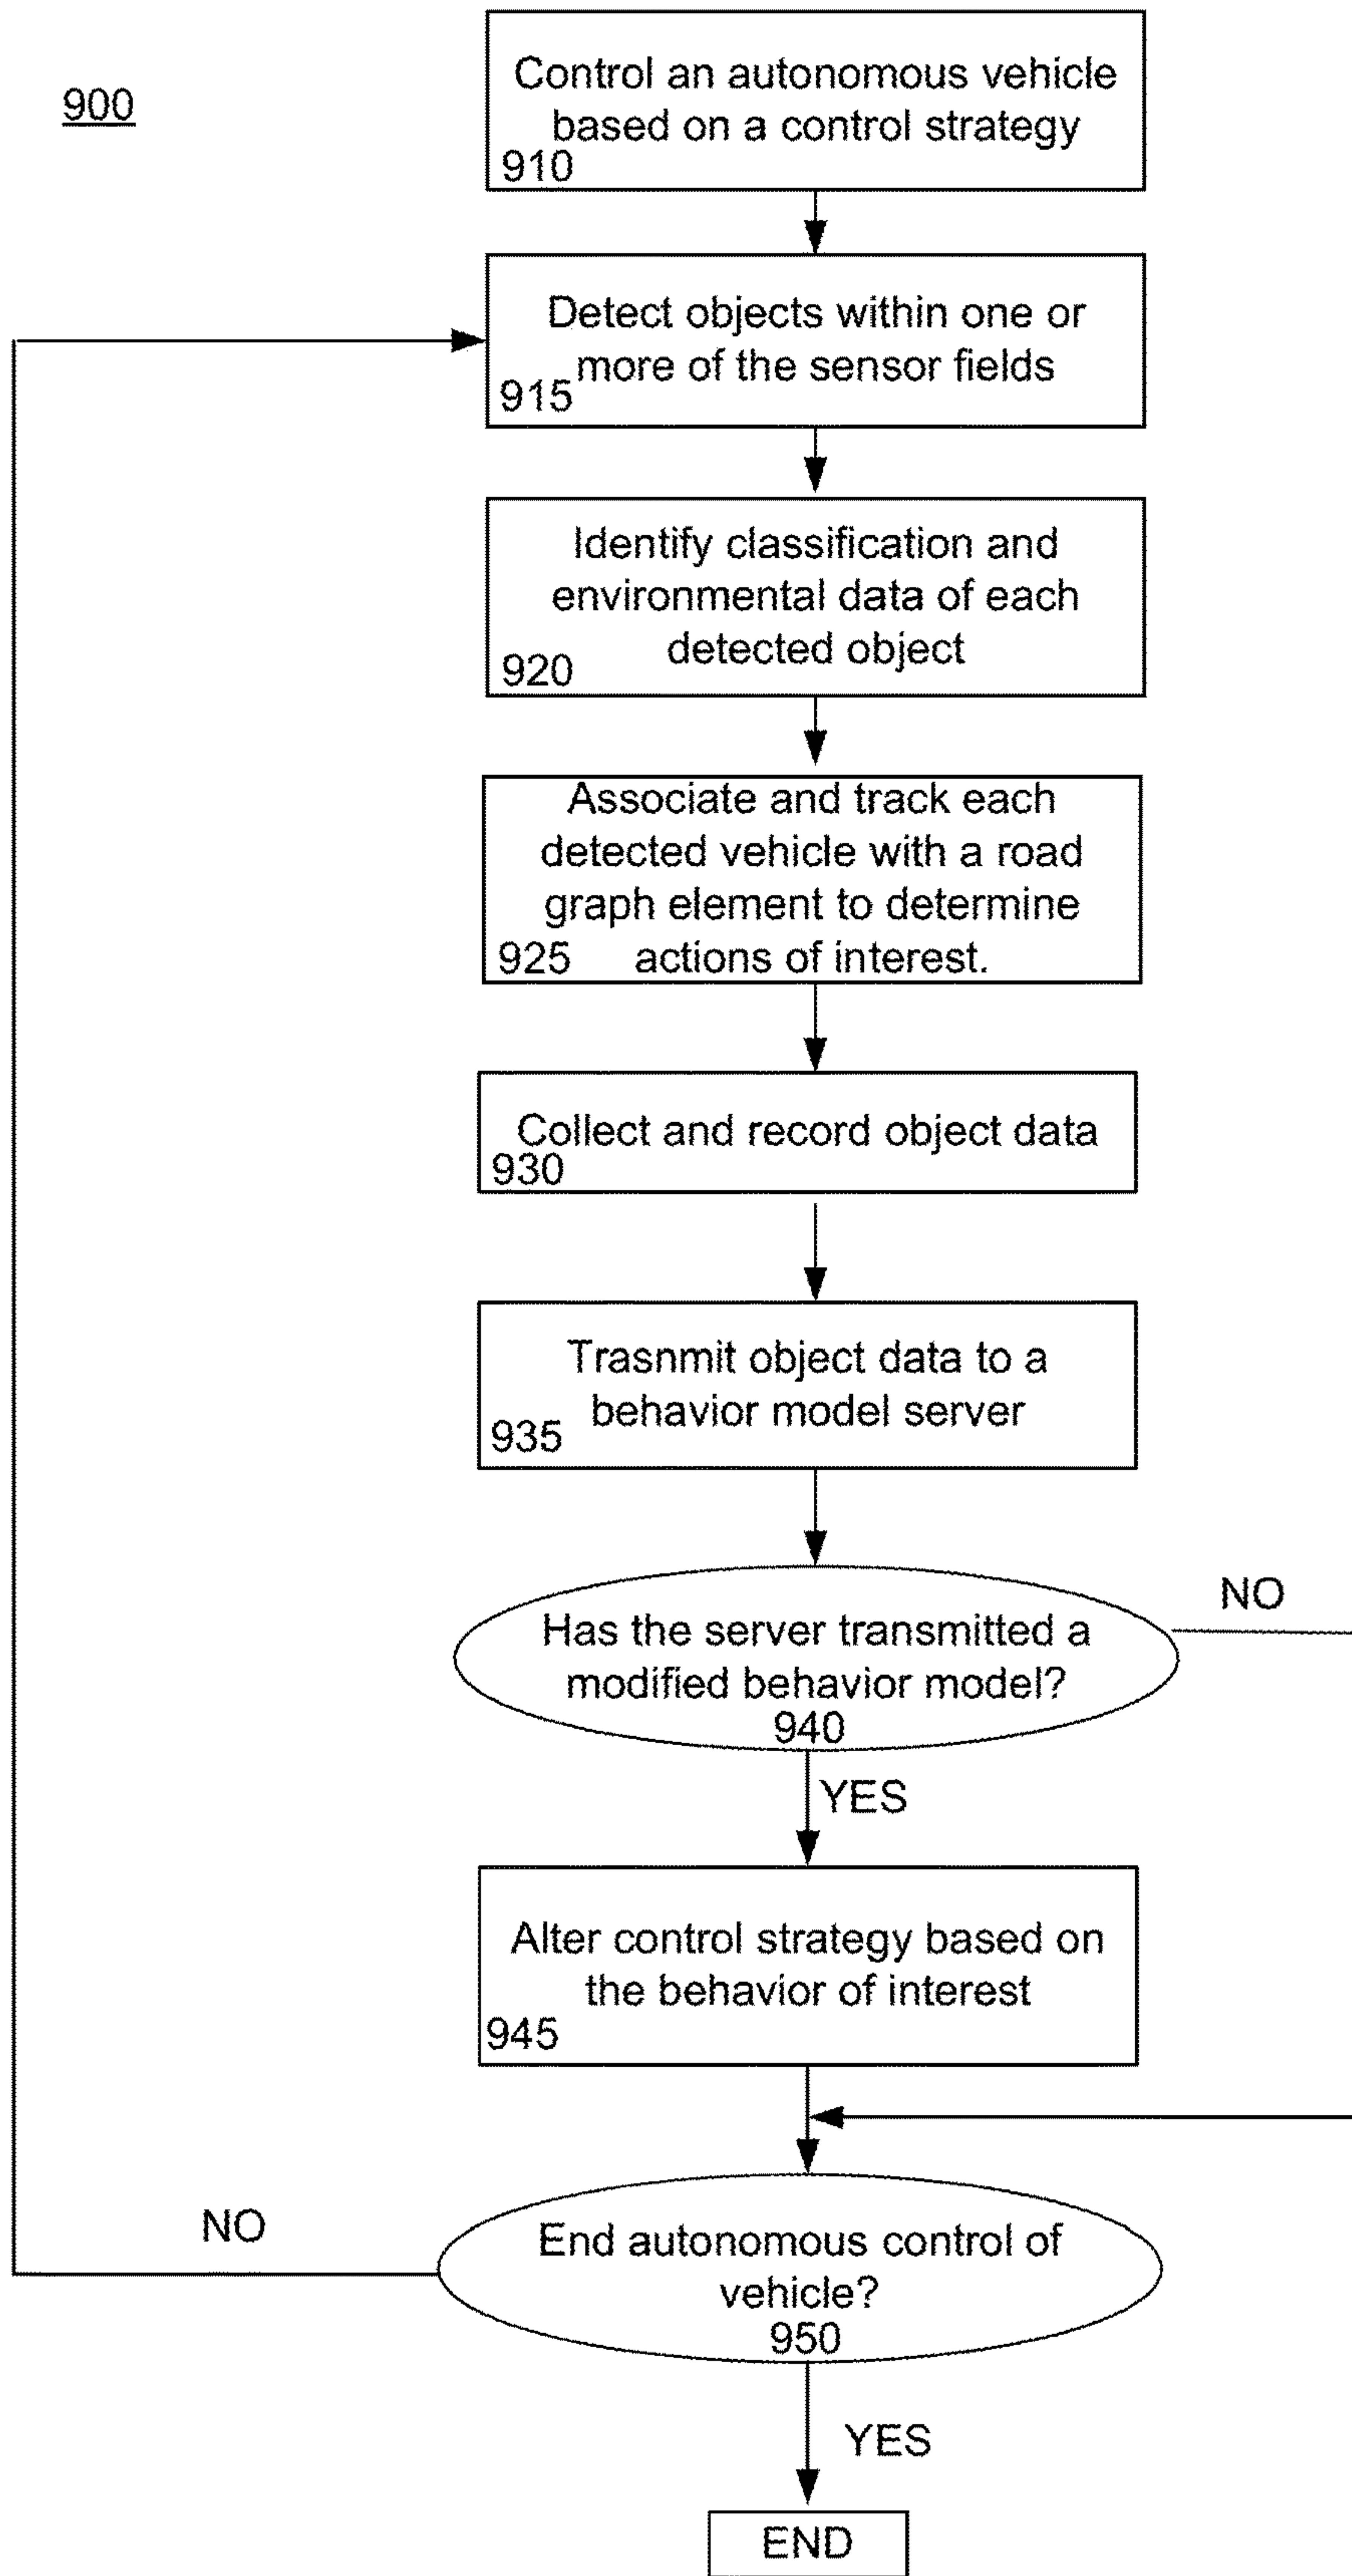 900
Control an autonomous vehicle
based on a control strategy
910
Detect objects within one or
more of the sensor fields
915
Identify classification and
environmental data of each
detected object
920
Associate and track each
detected vehicle with a road
graph element to determine
925 actions of interest.
Collect and record object data
930
Trasnmit object data to a
behavior model server
935
Has the server transmitted a
modified behavior model?
940
NO
YES
Alter control strategy based on
the behavior of interest
945
NO
End autonomous control of
vehicle?
950
YES
END